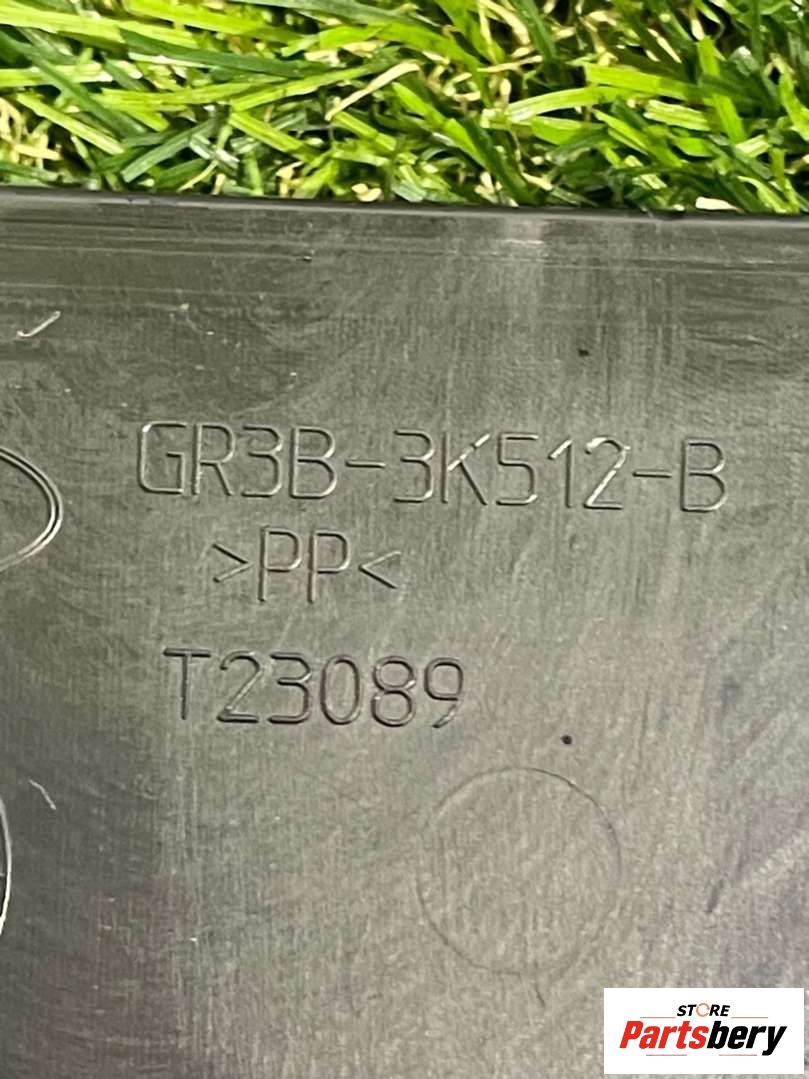 GR3B-3K512-B
>PP<
T23089
STORE
Partsbery